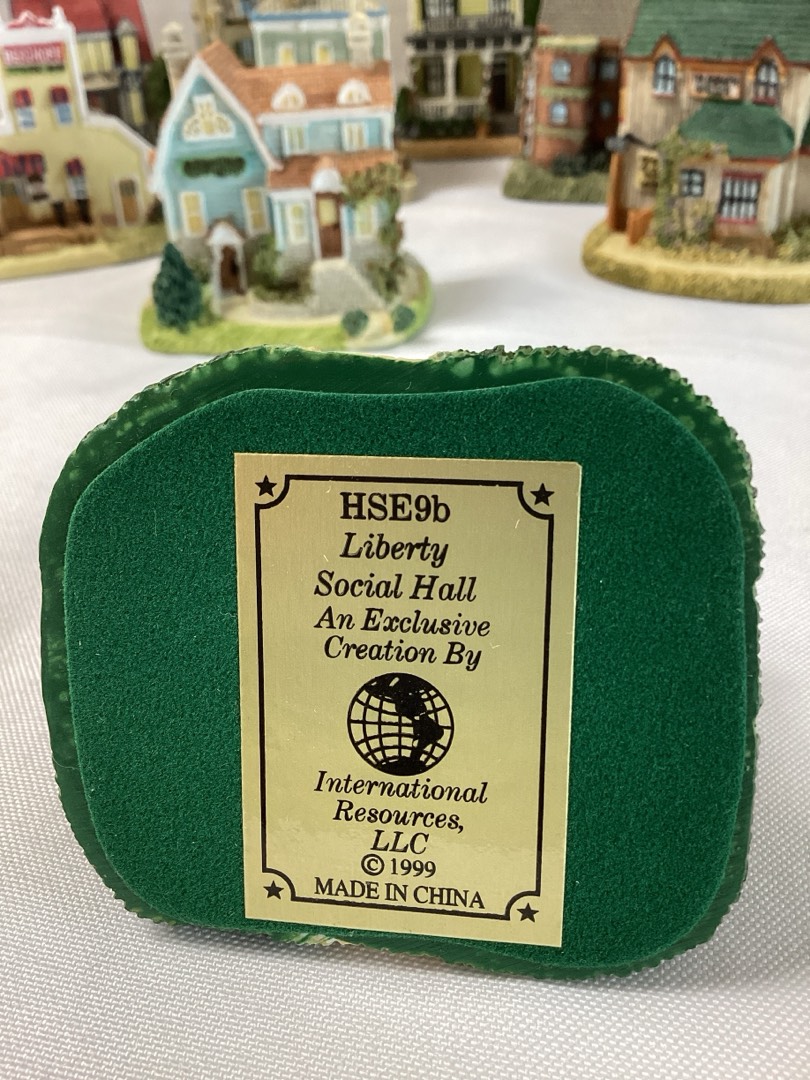 HSE9b
Liberty
Social Hall
An Exclusive
Creation By
International
Resources,
LLC
© 1999
MADE IN CHINA